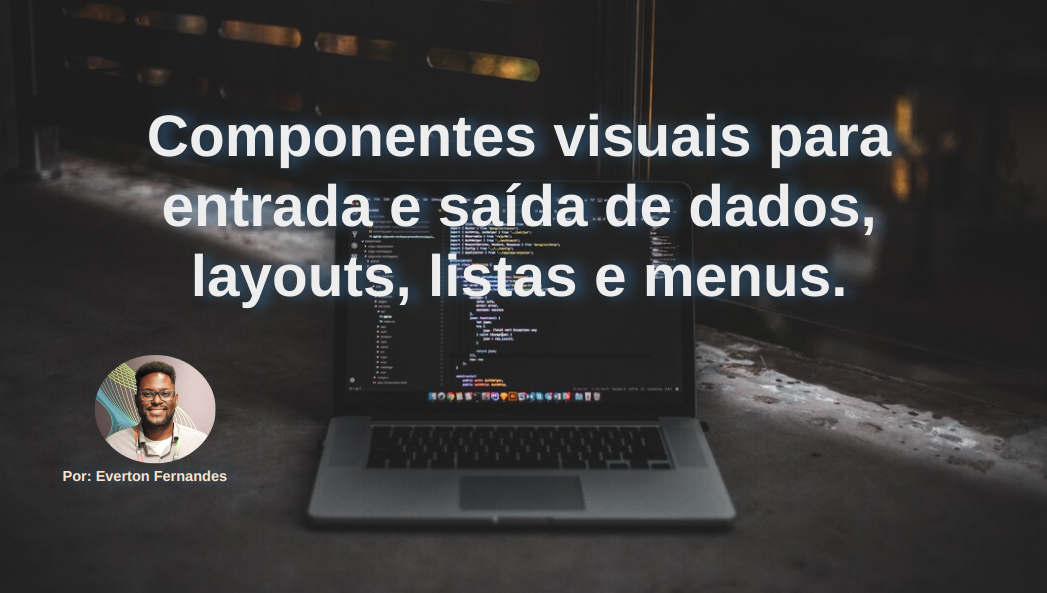 Componentes visuais para
entrada e saída de dados,
layouts, listas e menus.
Por: Everton Fernandes